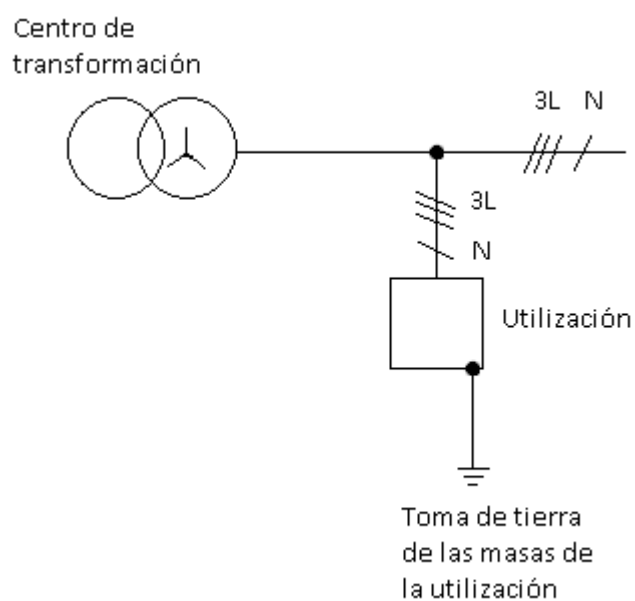 Centro de
transformación
3L N
3L
N
Utilización
Toma de tierra
de las masas de
la utilización